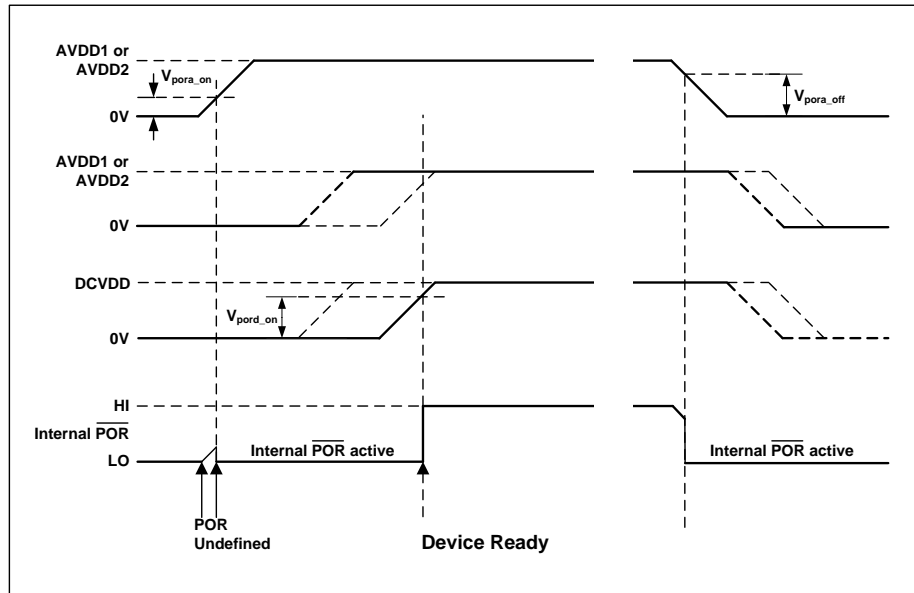 AVDD1 or
AVDD2
Vpora_on
0V
Vpora_off
AVDD1 or
AVDD2
0V
DCVDD
Vpord_on
0V
HI
Internal POR
LO
Internal POR active
Internal POR active
POR
Undefined
Device Ready